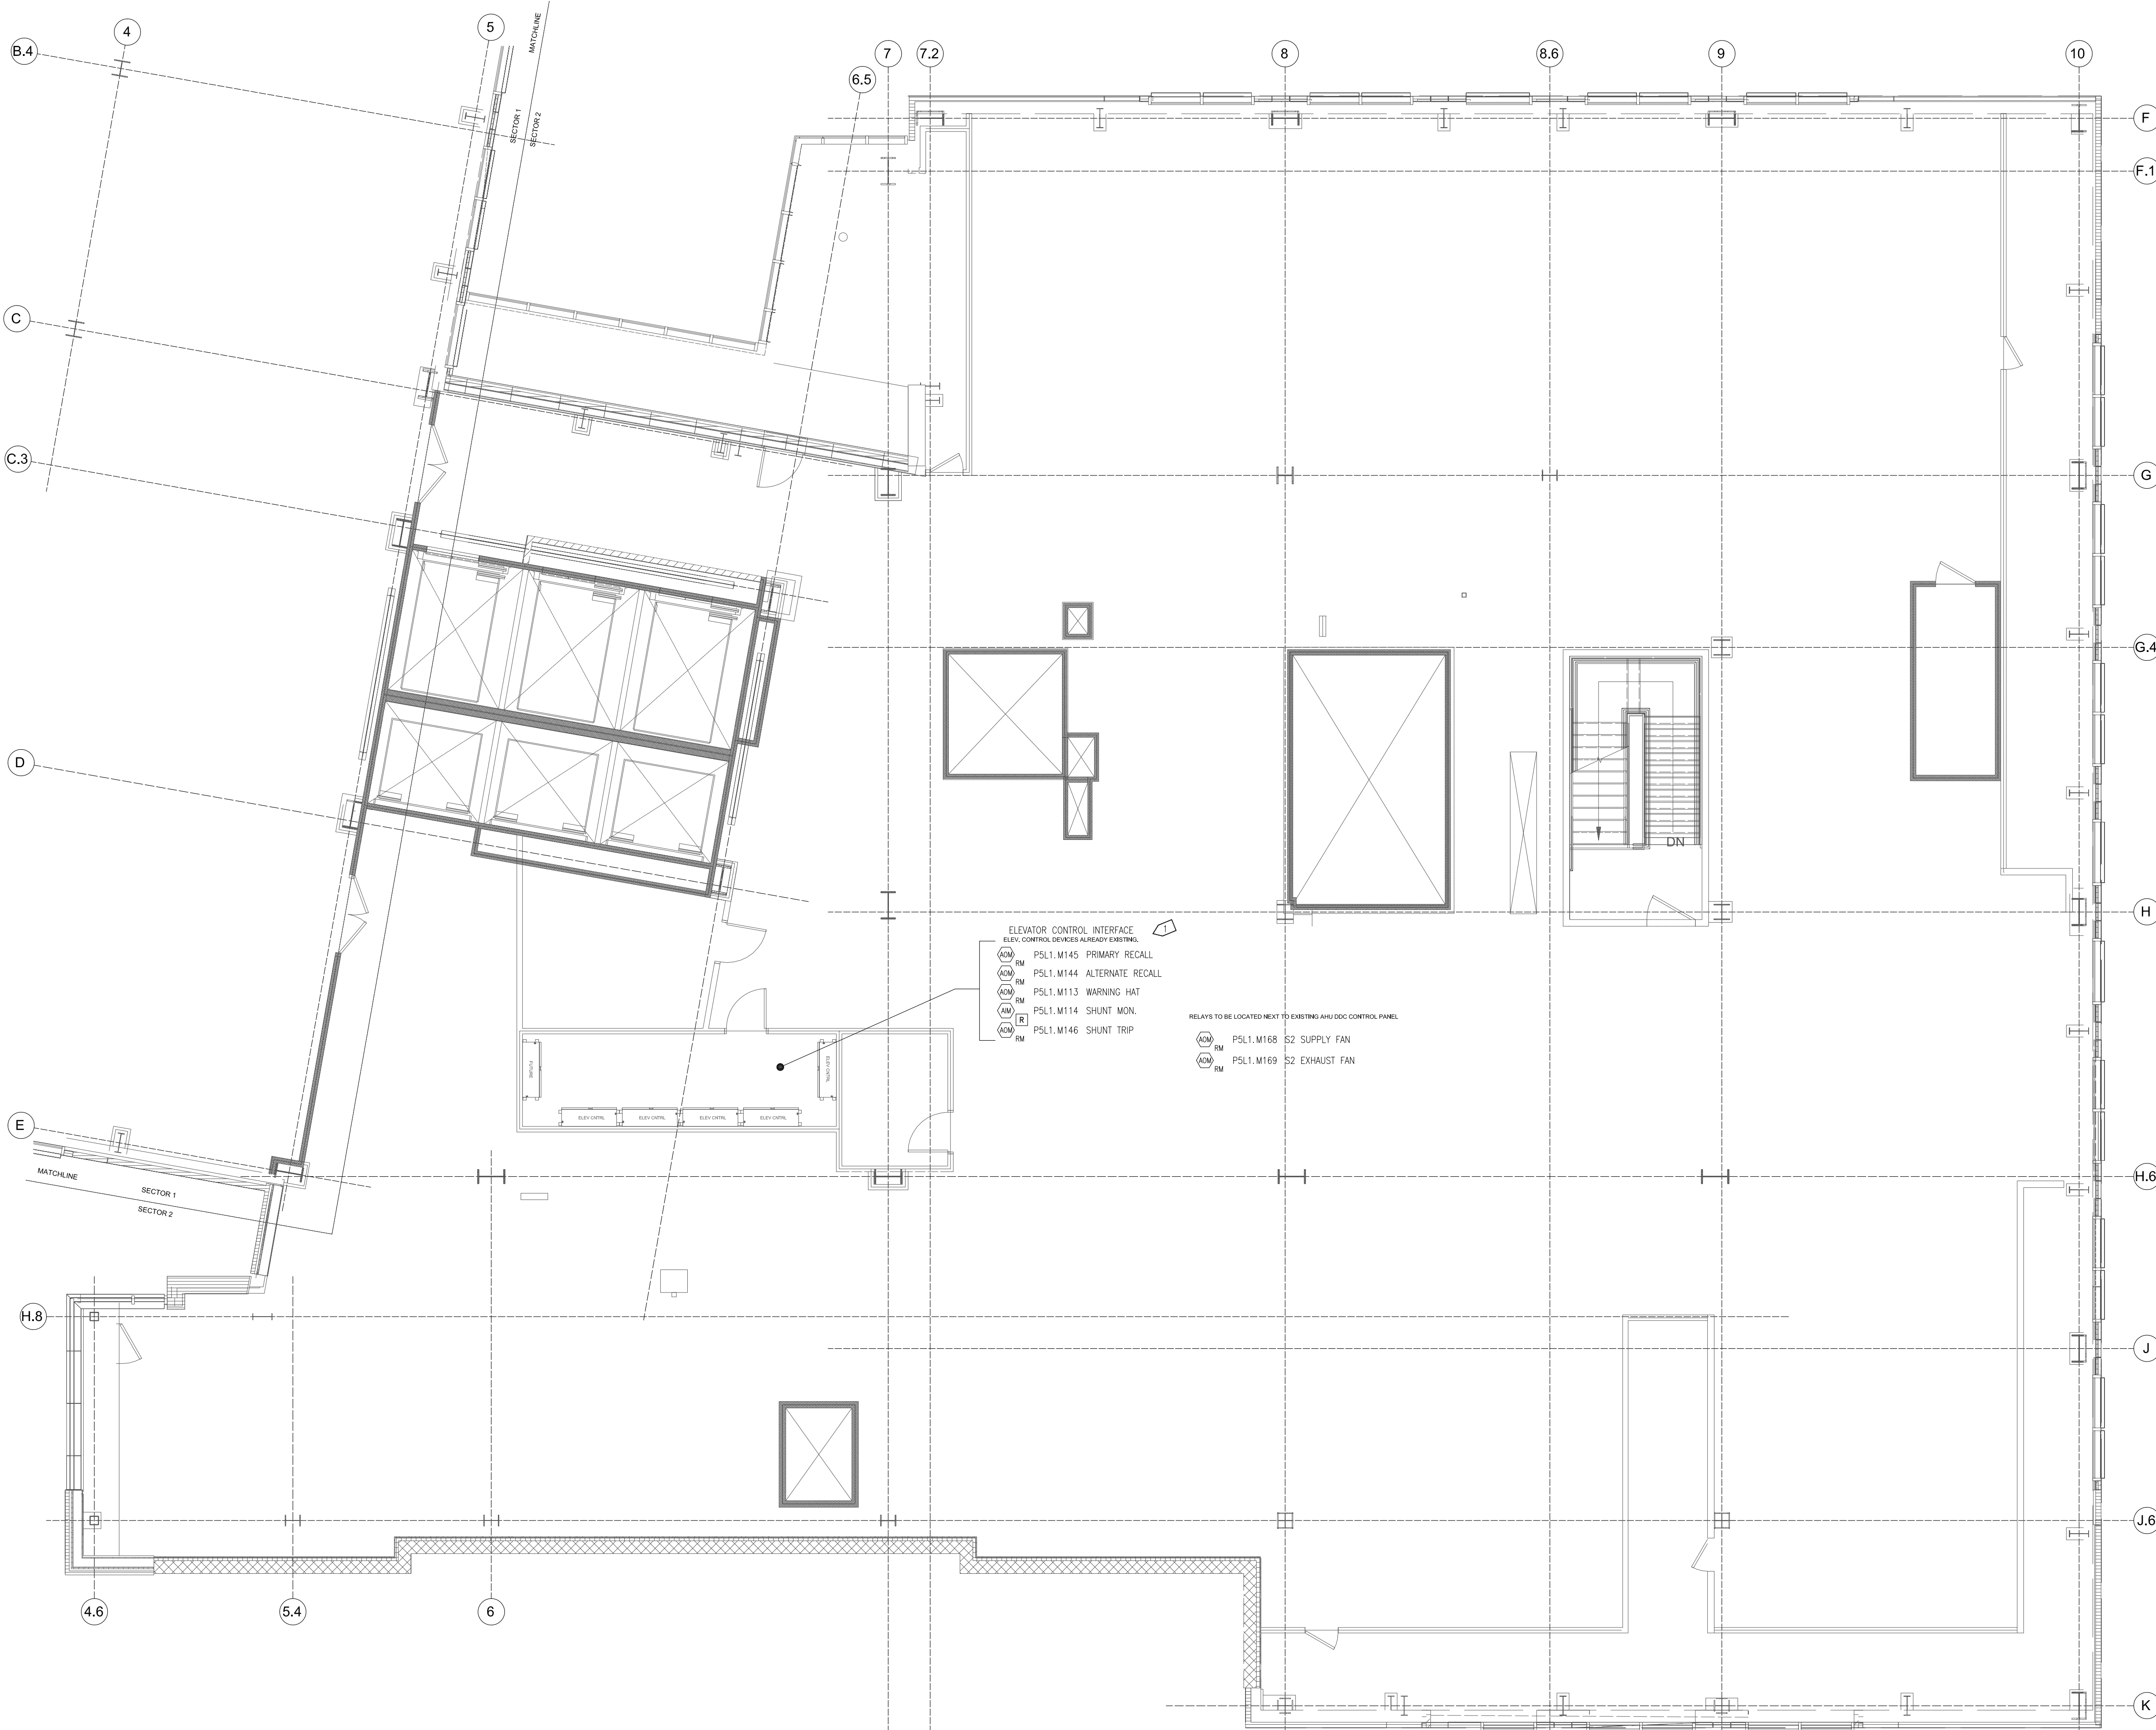 4
5
MATCHLINE
7
7.2
8
8.6
9
10
B.4
6.5
SECTOR 1
SECTOR 2
F
F.1
C
C.3
G
G.4
D
DN
H
ELEVATOR CONTROL INTERFACE
1
ELEV. CONTROL DEVICES ALREADY EXISTING.
AOM RM P5L1.M145 PRIMARY RECALL
AOM RM P5L1.M144 ALTERNATE RECALL
AOM RM P5L1.M113 WARNING HAT
AIM P5L1.M114 SHUNT MON.
R
AOM RM P5L1.M146 SHUNT TRIP
RELAYS TO BE LOCATED NEXT TO EXISTING AHU DDC CONTROL PANEL
AOM RM P5L1.M168 S2 SUPPLY FAN
AOM RM P5L1.M169 S2 EXHAUST FAN
FUTURE
ELEV CNTRL
ELEV CNTRL
ELEV CNTRL
ELEV CNTRL
ELEV CNTRL
E
MATCHLINE
SECTOR 1
SECTOR 2
H.6
H.8
J
J.6
4.6
5.4
6
K